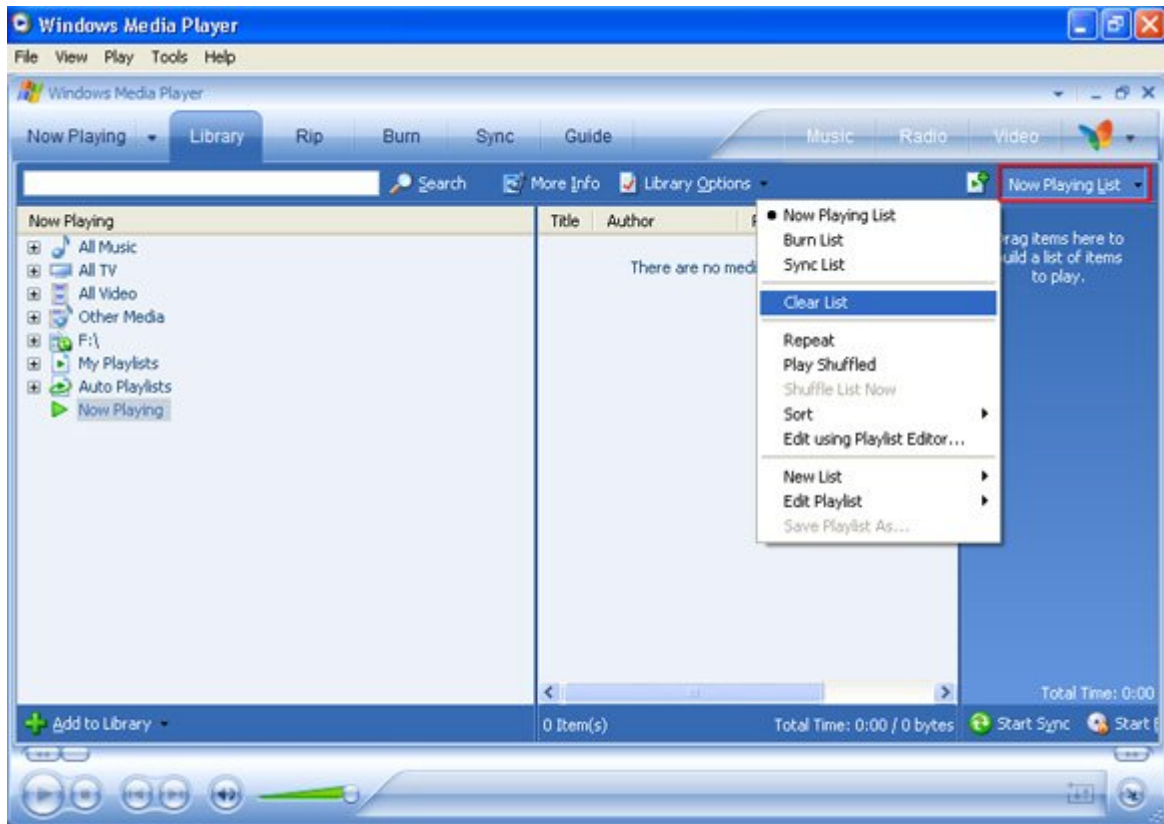 Windows Media Player
File View Play Tools Help
Windows Media Player
Now Playing Library Rip Burn Sync Guide Music Radio Video
Search More Info Library Options Now Playing List
Now Playing
All Music
All TV
All Video
Other Media
F:\
My Playlists
Auto Playlists
Now Playing
Title Author
There are no medi
Now Playing List
Burn List
Sync List
Clear List
Repeat
Play Shuffled
Shuffle List Now
Sort
Edit using Playlist Editor...
New List
Edit Playlist
Save Playlist As...
rag items here to
uild a list of items
to play.
Total Time: 0:00
Add to Library
0 Item(s) Total Time: 0:00 / 0 bytes
Start Sync Start